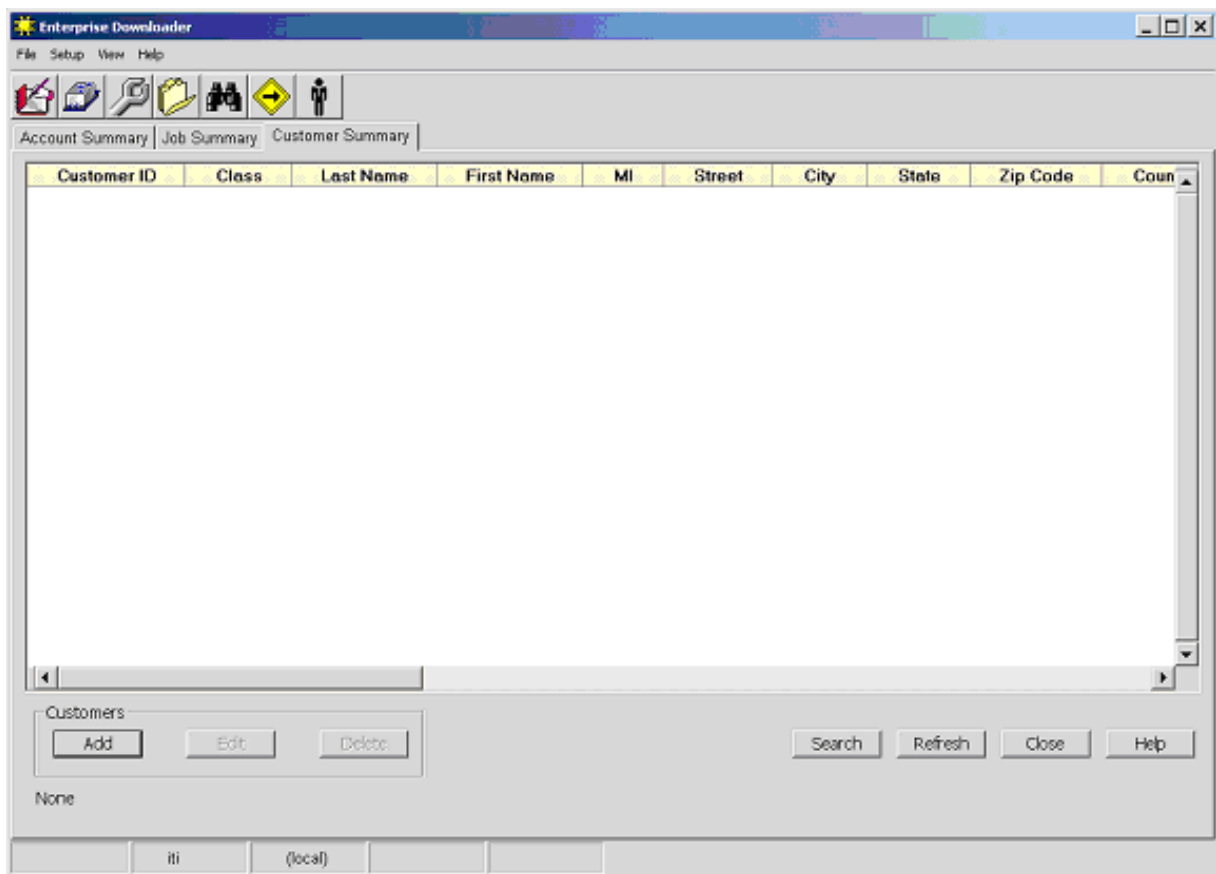 Enterprise Downloader
File Setup View Help
Account Summary Job Summary Customer Summary
Customer ID Class Last Name First Name MI Street City State Zip Code Coun
Customers
Add Edit Delete Search Refresh Close Help
None
iti (local)